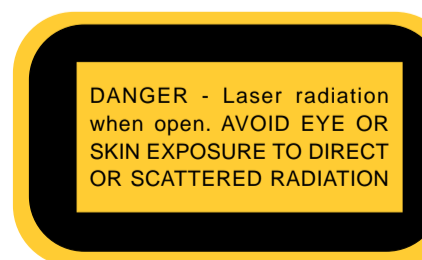 DANGER - Laser radiation
when open. AVOID EYE OR
SKIN EXPOSURE TO DIRECT
OR SCATTERED RADIATION